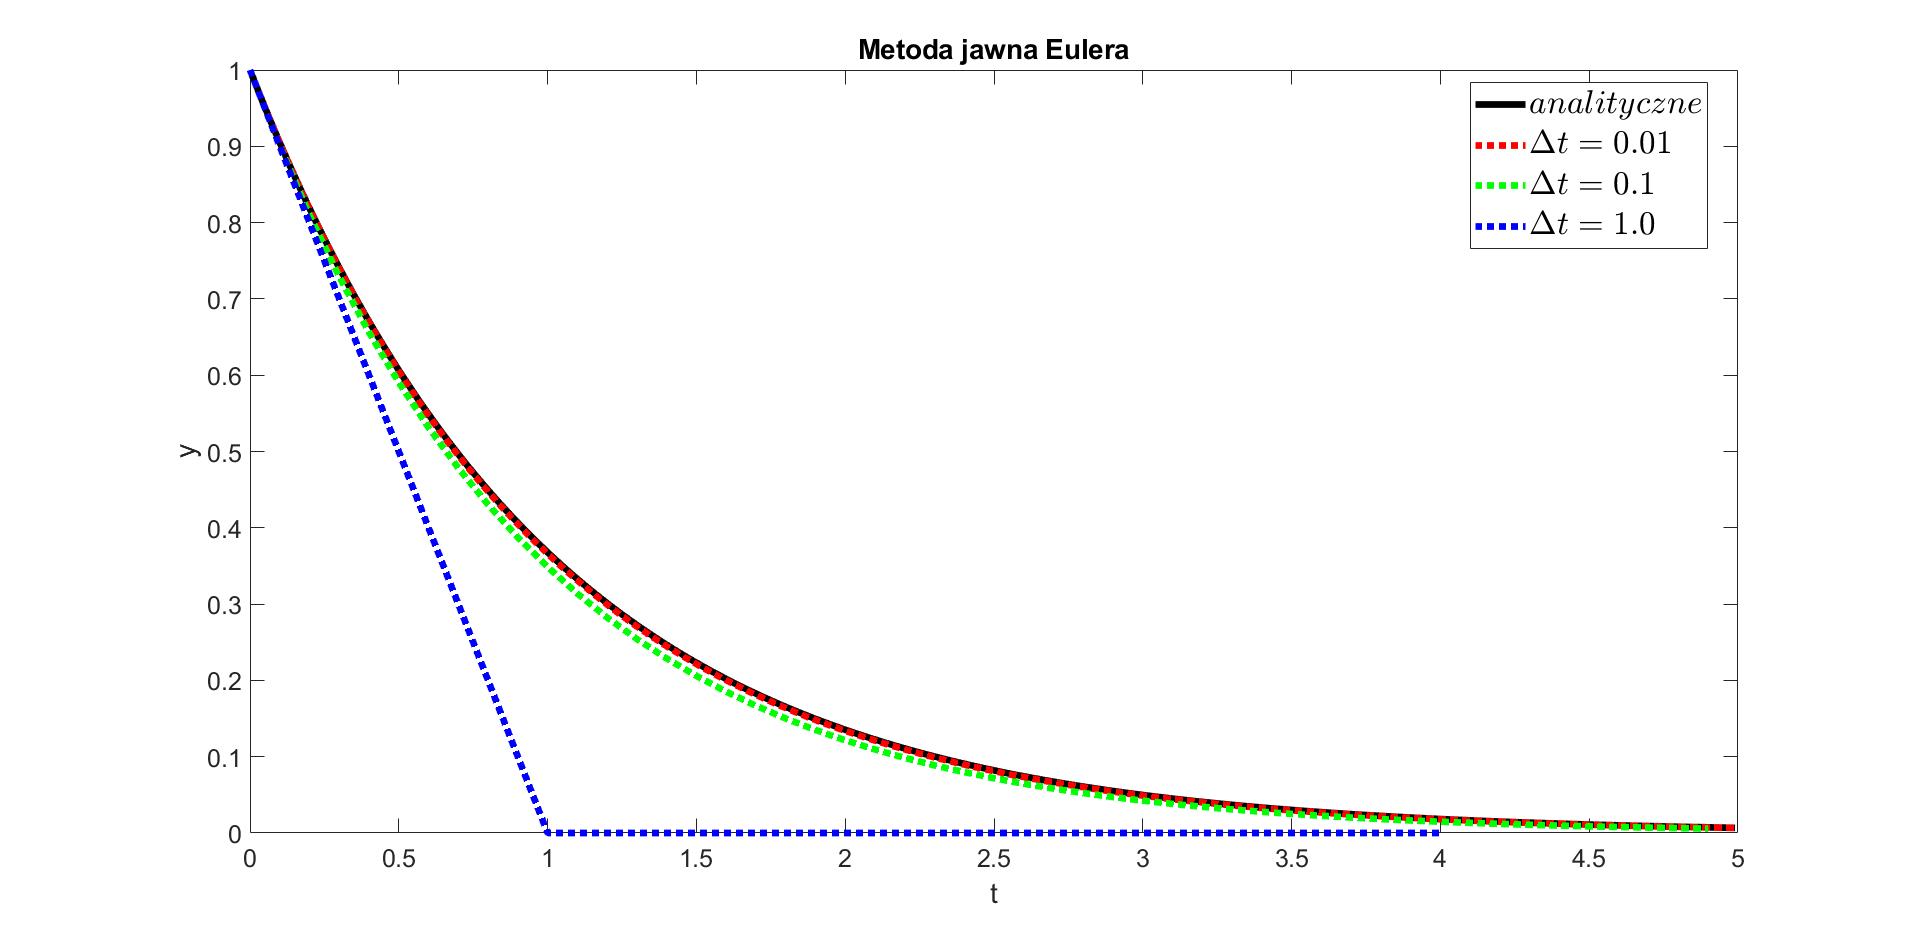 Metoda jawna Eulera
analityczne
Δt = 0.01
Δt = 0.1
Δt = 1.0
1
0.9
0.8
0.7
0.6
0.5
0.4
0.3
0.2
0.1
0
y
0 0.5 1 1.5 2 2.5 3 3.5 4 4.5 5
t